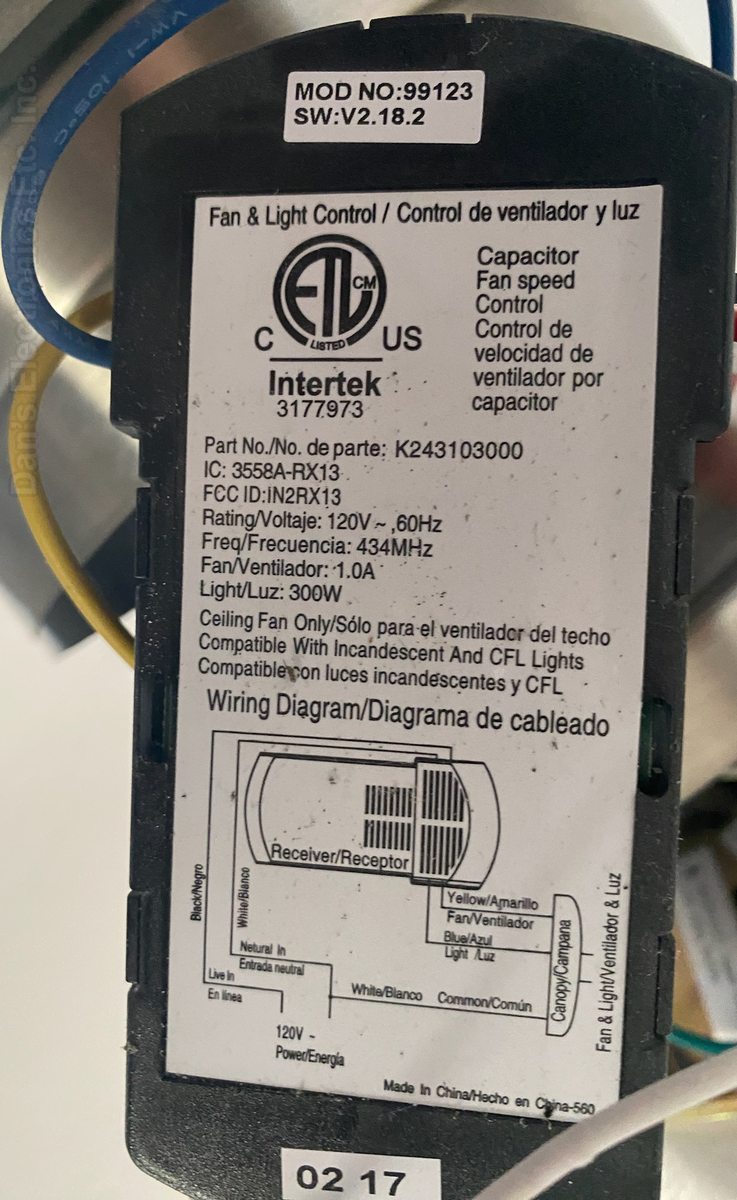 MOD NO:99123
SW:V2.18.2
Fan & Light Control / Control de ventilador y luz
Capacitor
Fan speed
Control
Control de
velocidad de
ventilador por
capacitor
ETL CM
LISTED
C US
Intertek
3177973
Part No./No. de parte: K243103000
IC: 3558A-RX13
FCC ID:IN2RX13
Rating/Voltaje: 120V ~ ,60Hz
Freq/Frecuencia: 434MHz
Fan/Ventilador: 1.0A
Light/Luz: 300W
Ceiling Fan Only/Sólo para el ventilador del techo
Compatible With Incandescent And CFL Lights
Compatible con luces incandescentes y CFL
Wiring Diagram/Diagrama de cableado
Receiver/Receptor
Black/Negro
White/Blanco
Yellow/Amarillo
Fan/Ventilador
Blue/Azul
Light /Luz
Netural In
Entrada neutral
Live In
En línea
White/Blanco Common/Común
Canopy/Campana
Fan & Light/Ventilador & Luz
120V ~
Power/Energía
Made In China/Hecho en China-560
02 17
Dan's Electronics Etc. Inc.